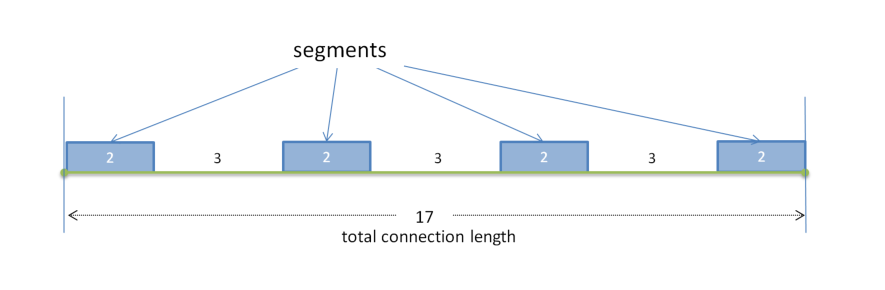 segments
2 3 2 3 2 3 2
17
total connection length